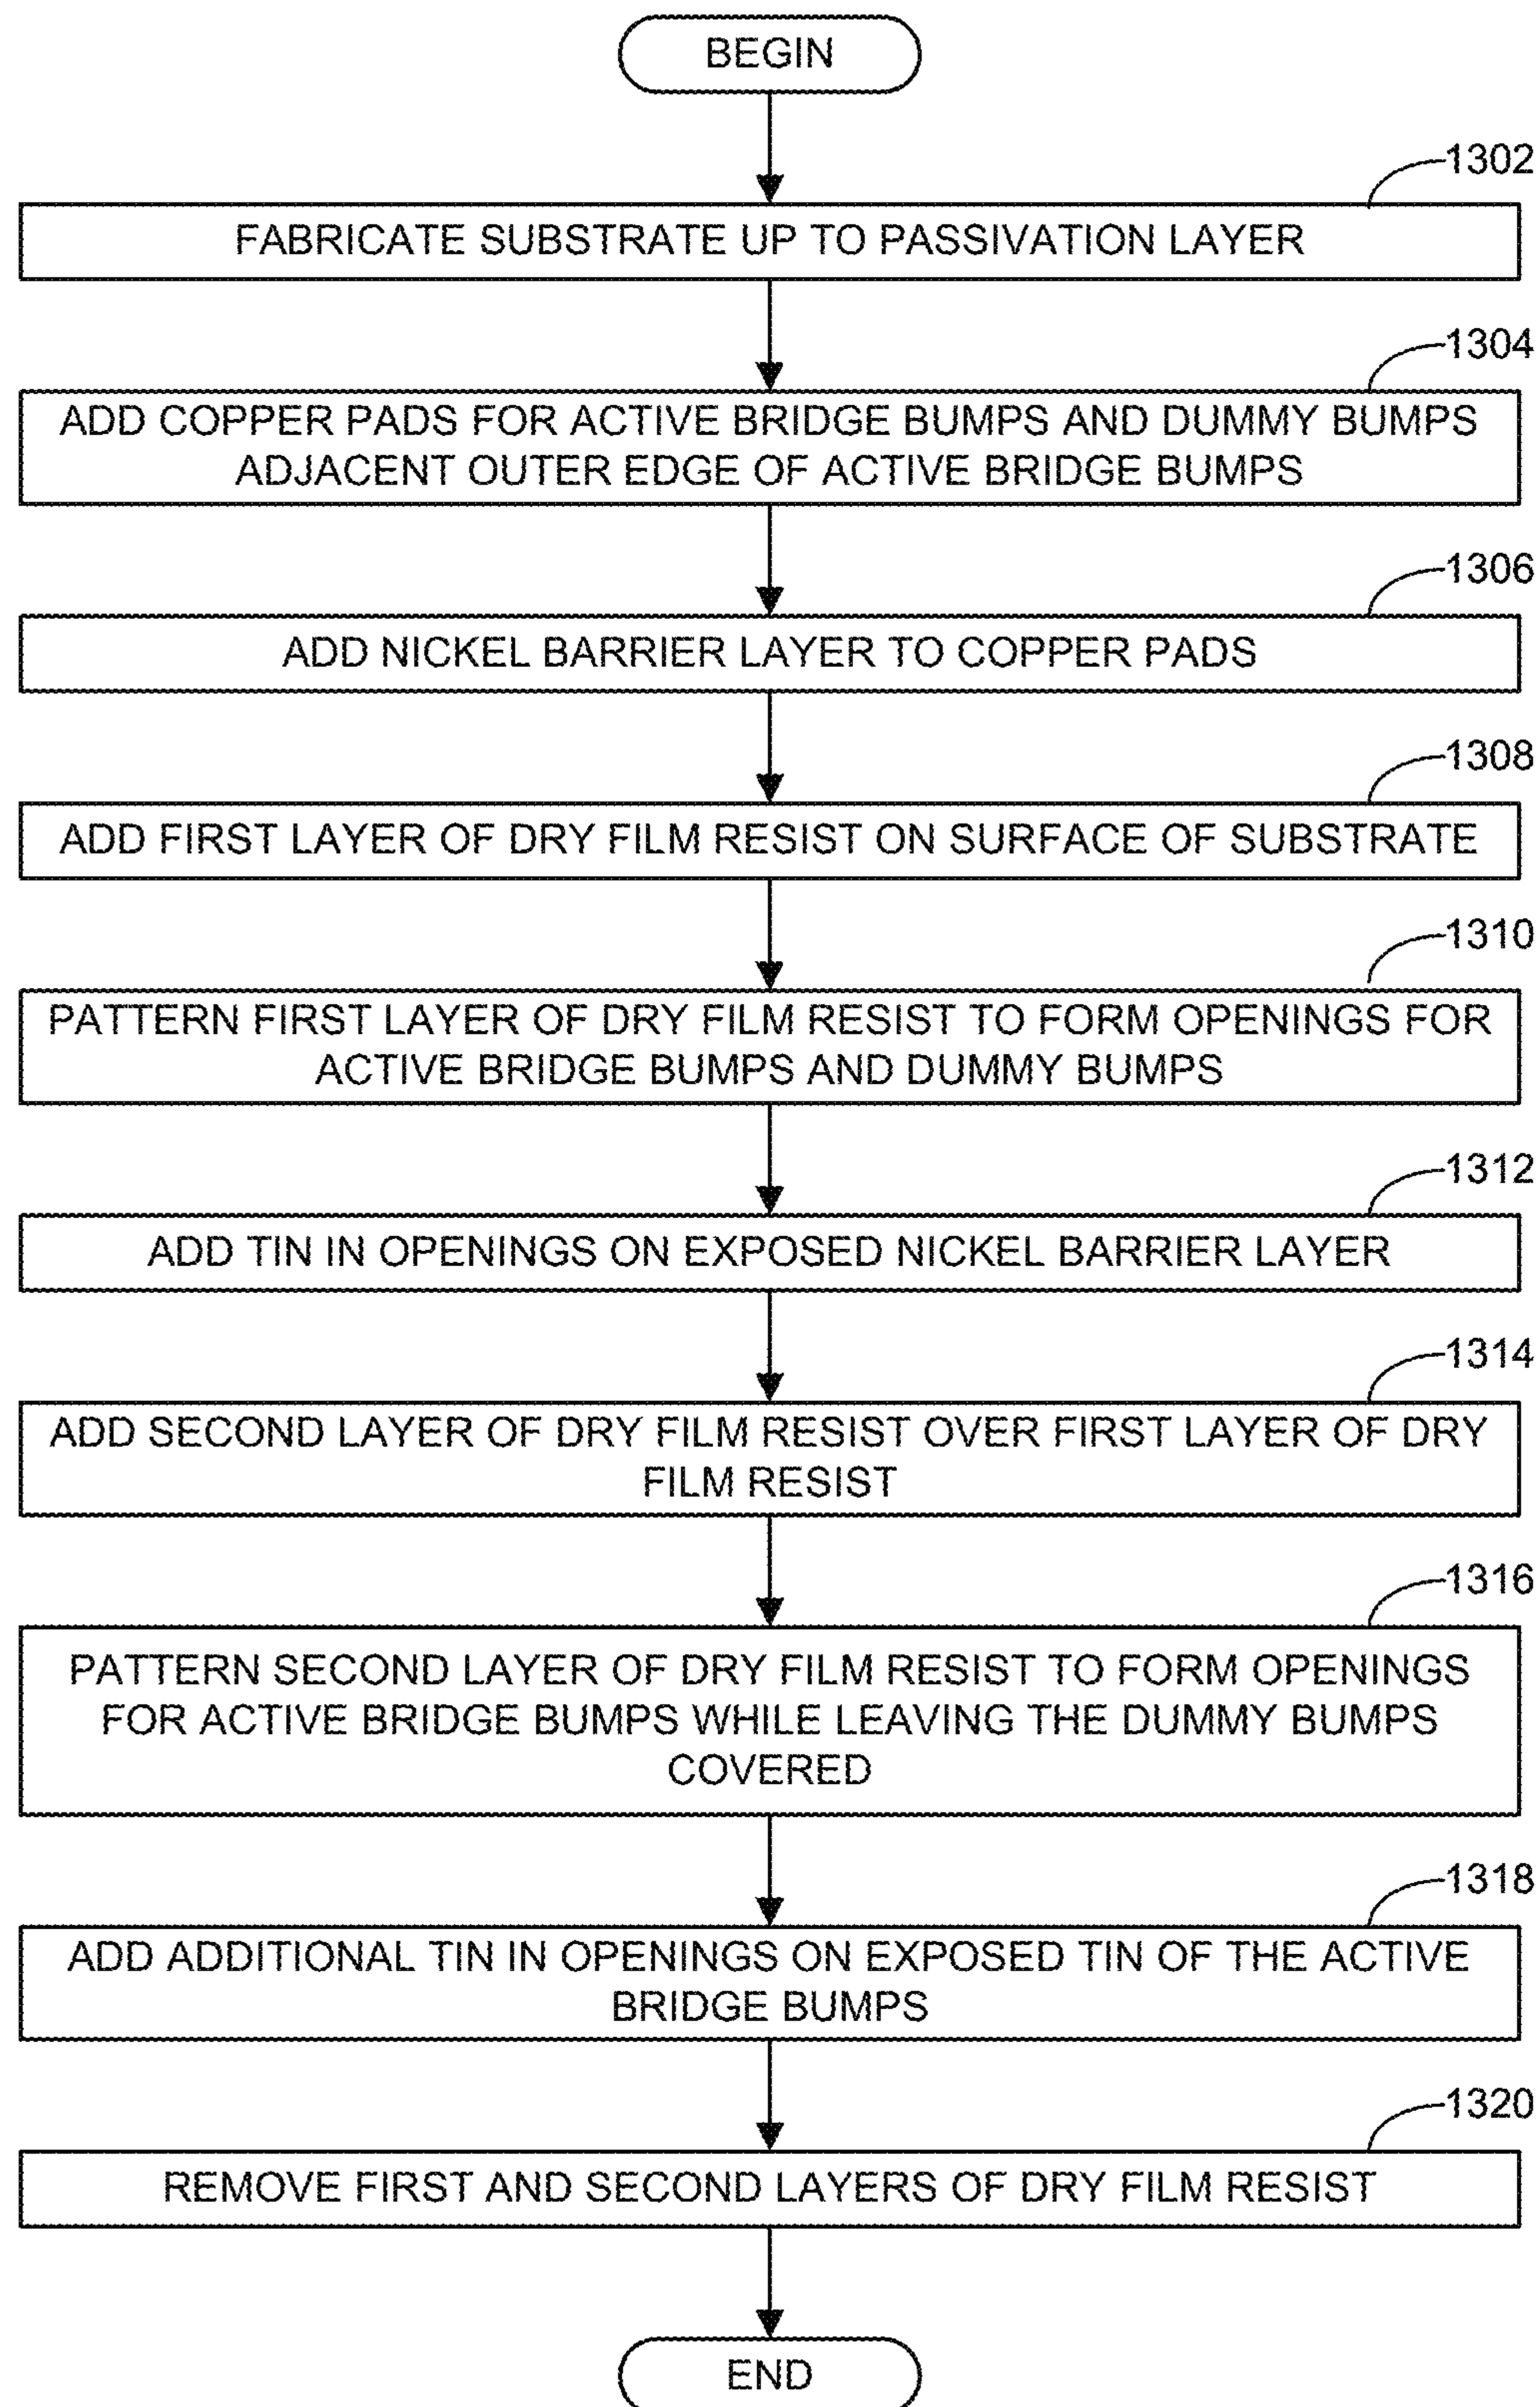 BEGIN
1302
FABRICATE SUBSTRATE UP TO PASSIVATION LAYER
1304
ADD COPPER PADS FOR ACTIVE BRIDGE BUMPS AND DUMMY BUMPS
ADJACENT OUTER EDGE OF ACTIVE BRIDGE BUMPS
1306
ADD NICKEL BARRIER LAYER TO COPPER PADS
1308
ADD FIRST LAYER OF DRY FILM RESIST ON SURFACE OF SUBSTRATE
1310
PATTERN FIRST LAYER OF DRY FILM RESIST TO FORM OPENINGS FOR
ACTIVE BRIDGE BUMPS AND DUMMY BUMPS
1312
ADD TIN IN OPENINGS ON EXPOSED NICKEL BARRIER LAYER
1314
ADD SECOND LAYER OF DRY FILM RESIST OVER FIRST LAYER OF DRY
FILM RESIST
1316
PATTERN SECOND LAYER OF DRY FILM RESIST TO FORM OPENINGS
FOR ACTIVE BRIDGE BUMPS WHILE LEAVING THE DUMMY BUMPS
COVERED
1318
ADD ADDITIONAL TIN IN OPENINGS ON EXPOSED TIN OF THE ACTIVE
BRIDGE BUMPS
1320
REMOVE FIRST AND SECOND LAYERS OF DRY FILM RESIST
END